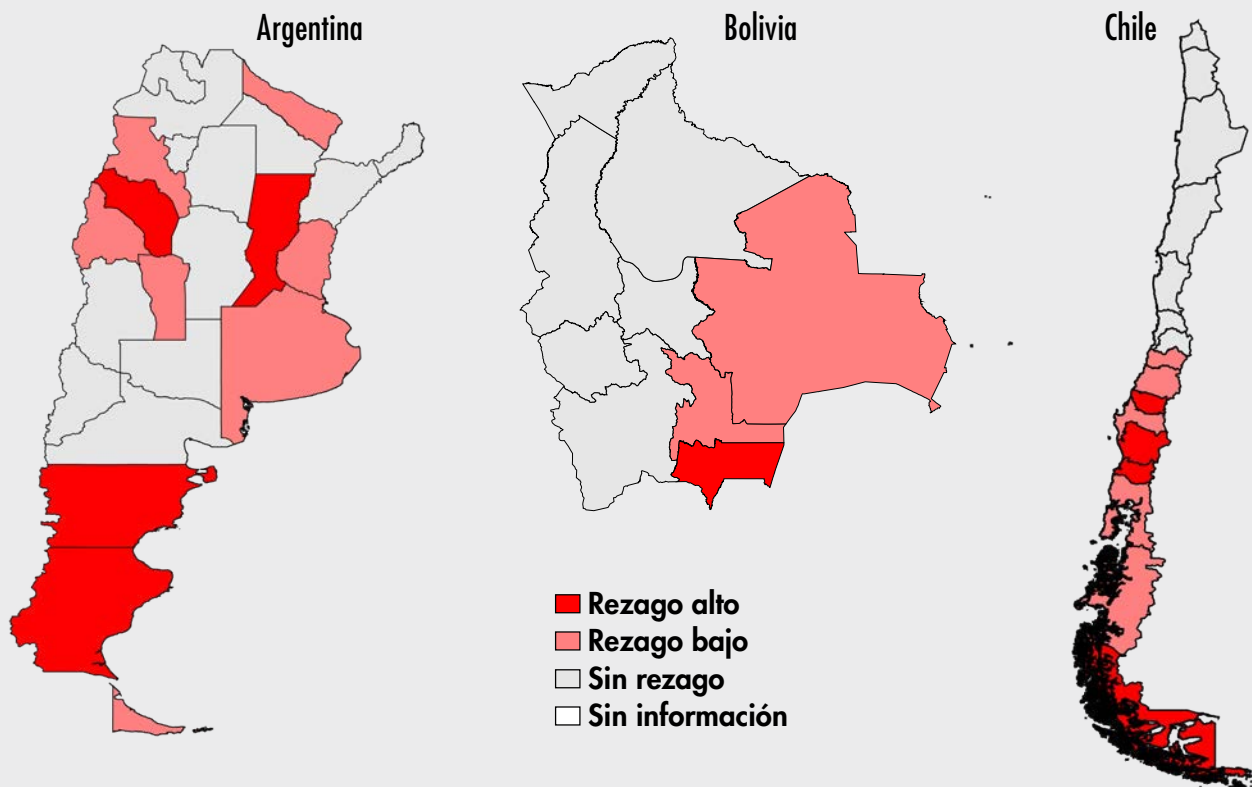 Argentina
Bolivia
Chile
Rezago alto
Rezago bajo
Sin rezago
Sin información